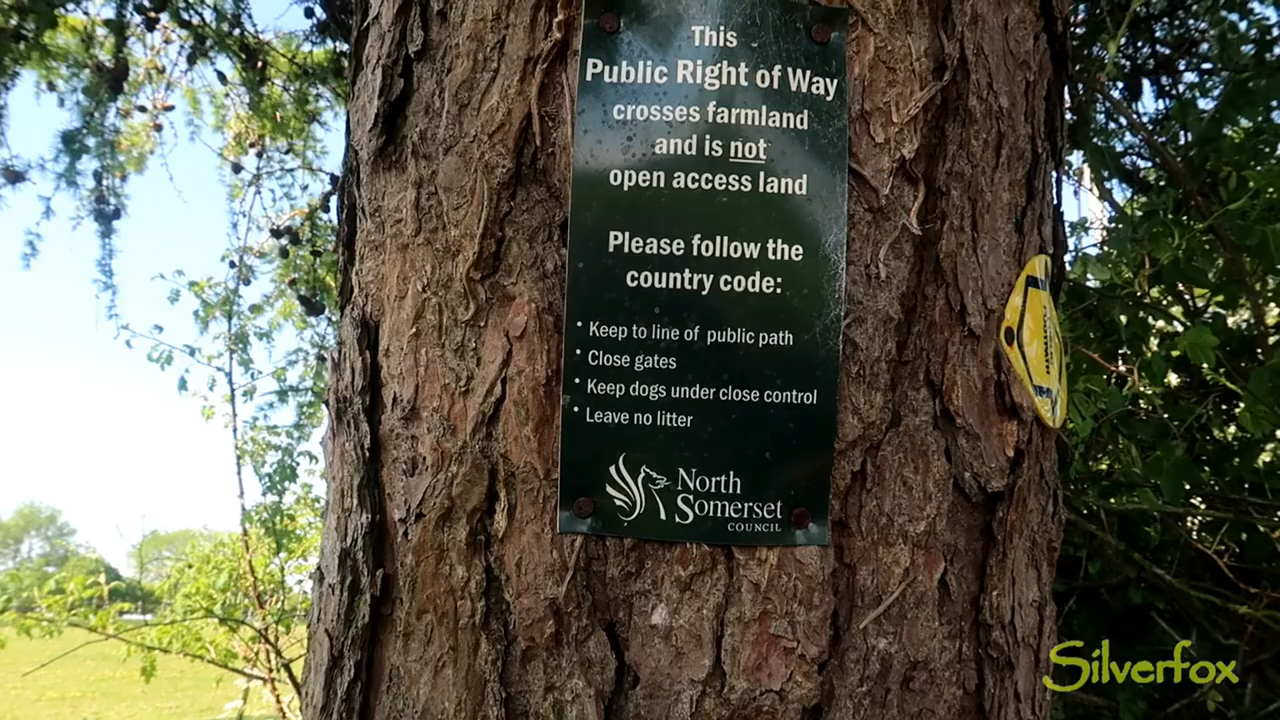 This
Public Right of Way
crosses farmland
and is not
open access land
Please follow the
country code:
• Keep to line of public path
• Close gates
• Keep dogs under close control
• Leave no litter
North
Somerset
COUNCIL
Silverfox